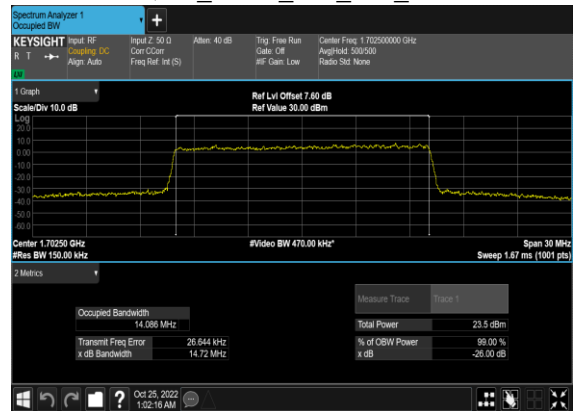 Spectrum Analyzer 1
Occupied BW
+
KEYSIGHT Input: RF Input Z: 50 Ω Atten: 40 dB Trig: Free Run Center Freq: 1.702500000 GHz
R T Coupling: DC Corr CCorr Gate: Off Avg|Hold: 500/500
Align: Auto Freq Ref: Int (S) #IF Gain: Low Radio Std: None
LXI
1 Graph
Ref Lvl Offset 7.60 dB
Scale/Div 10.0 dB Ref Value 30.00 dBm
Log
20.0
10.0
0.00
-10.0
-20.0
-30.0
-40.0
-50.0
-60.0
Center 1.70250 GHz #Video BW 470.00 kHz* Span 30 MHz
#Res BW 150.00 kHz Sweep 1.67 ms (1001 pts)
2 Metrics
Measure Trace Trace 1
Occupied Bandwidth
14.086 MHz Total Power 23.5 dBm
Transmit Freq Error 26.644 kHz % of OBW Power 99.00 %
x dB Bandwidth 14.72 MHz x dB -26.00 dB
? Oct 25, 2022
1:02:16 AM